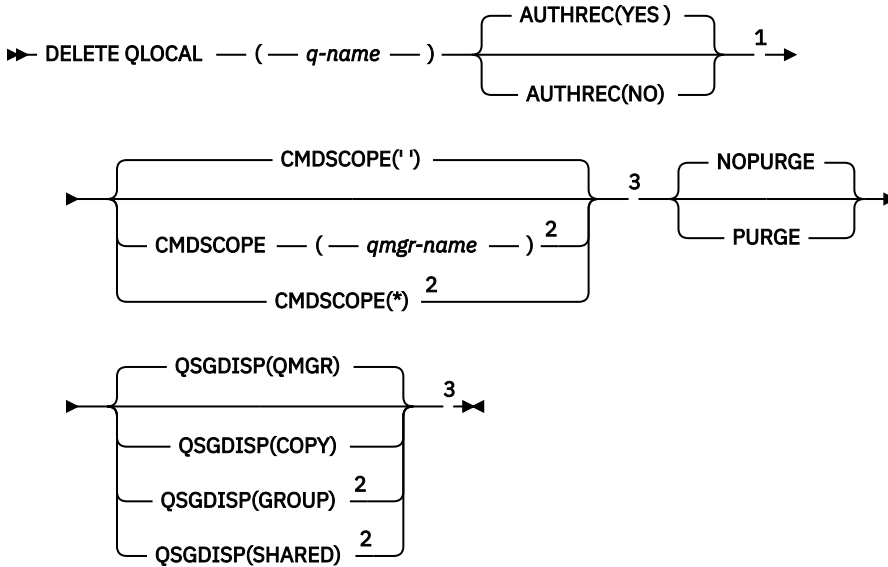 AUTHREC(YES )
DELETE QLOCAL ( q-name ) 1
AUTHREC(NO)
CMDSCOPE(' ') NOPURGE
3
CMDSCOPE ( qmgr-name ) 2 PURGE
CMDSCOPE(*) 2
QSGDISP(QMGR)
3
QSGDISP(COPY)
QSGDISP(GROUP) 2
QSGDISP(SHARED) 2